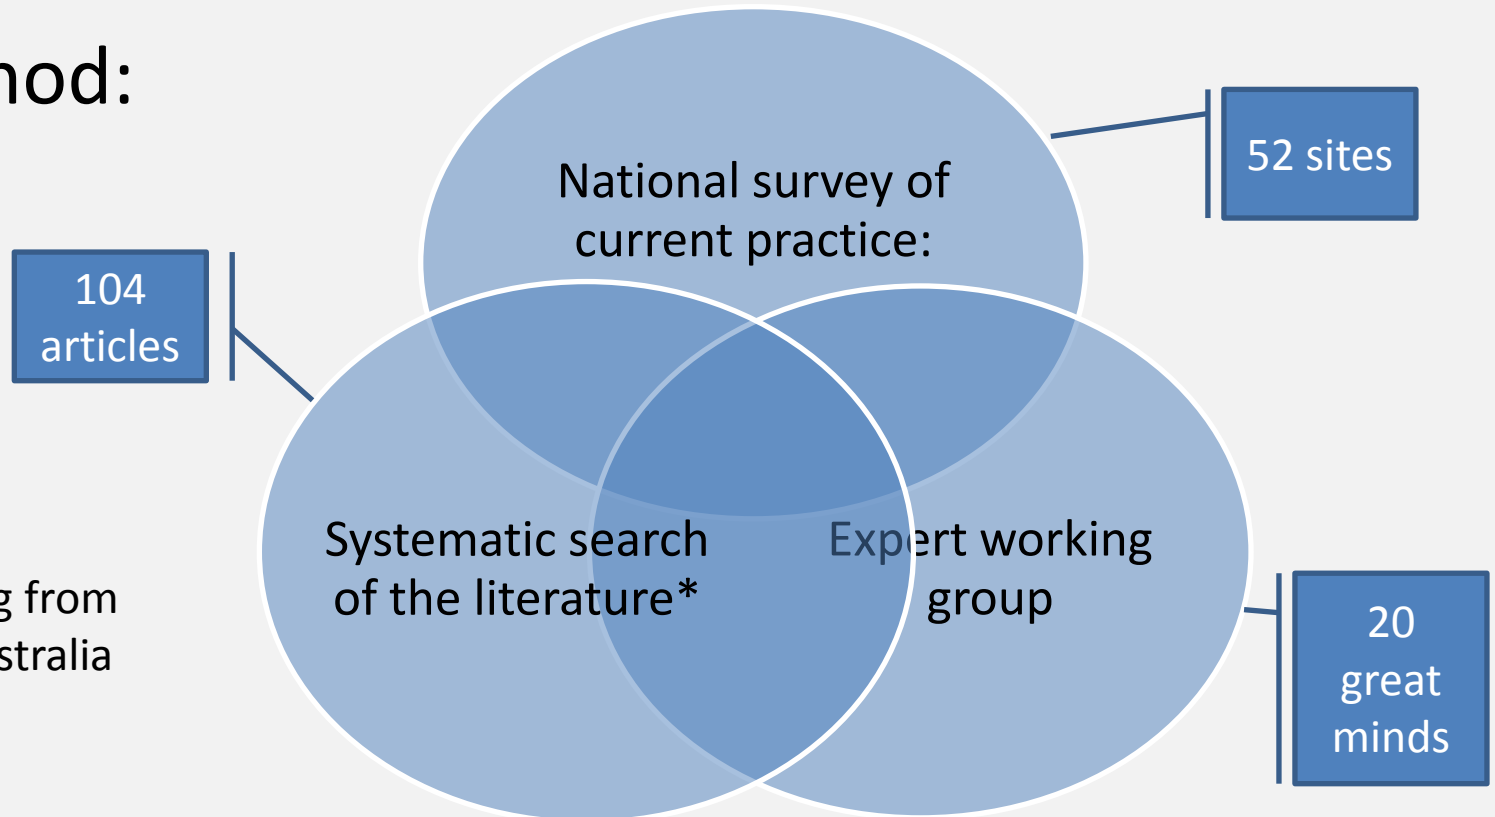 nod:
National survey of
current practice:
52 sites
104
articles
Systematic search
of the literature*
Expert working
group
g from
stralia
20
great
minds